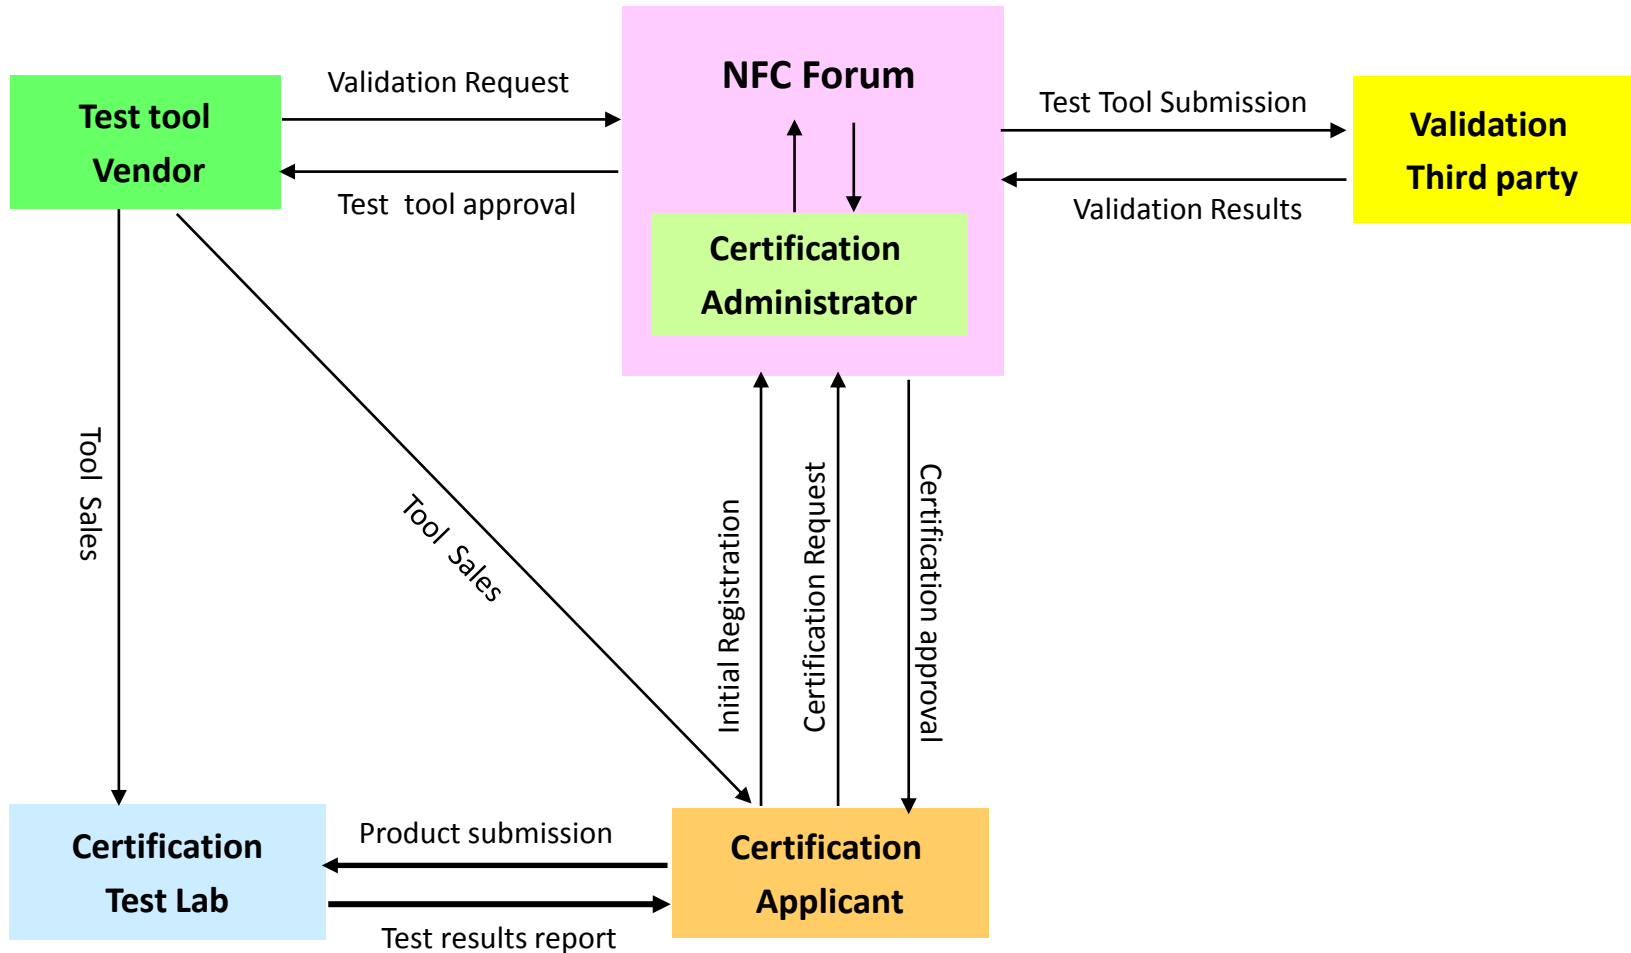 NFC Forum
Validation Request
Test Tool Submission
Test tool
Vendor
Validation
Third party
Test  tool approval
Validation Results
Certification
Administrator
Tool  Sales
Tool  Sales
Initial Registration
Certification Request
Certification approval
Certification
Test Lab
Product submission
Certification
Applicant
Test results report